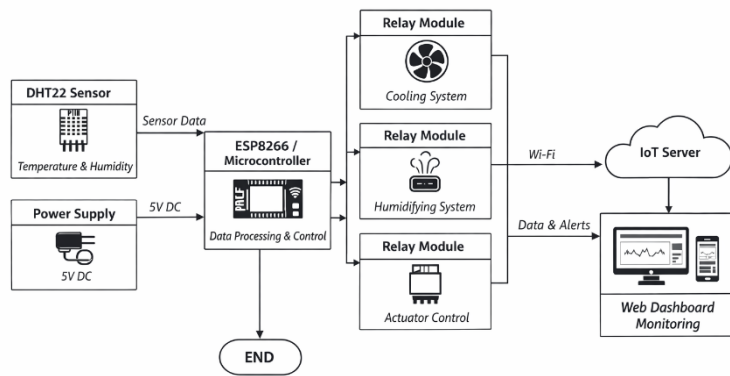 Relay Module
Cooling System
DHT22 Sensor
Temperature & Humidity
Sensor Data
ESP8266 /
Microcontroller
Data Processing & Control
Power Supply
5V DC
5V DC
Relay Module
Humidifying System
Relay Module
Actuator Control
Wi-Fi
IoT Server
Data & Alerts
Web Dashboard
Monitoring
END